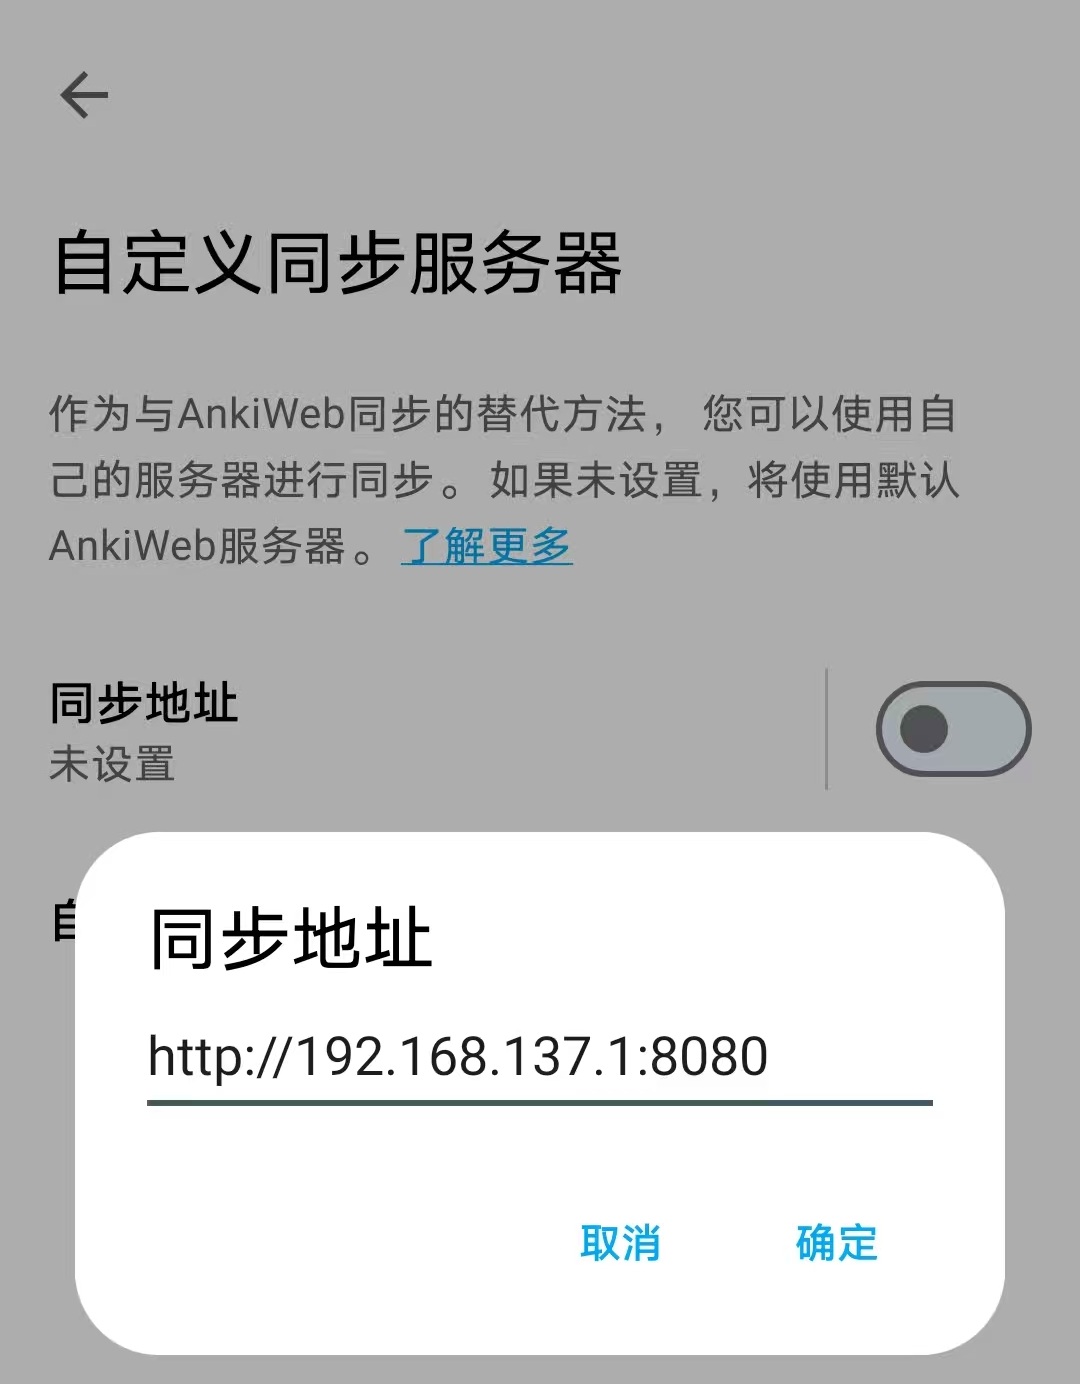 自定义同步服务器
作为与AnkiWeb同步的替代方法， 您可以使用自
己的服务器进行同步。如果未设置，将使用默认
AnkiWeb服务器。了解更多
同步地址
未设置
自
同步地址
http://192.168.137.1:8080
取消 确定